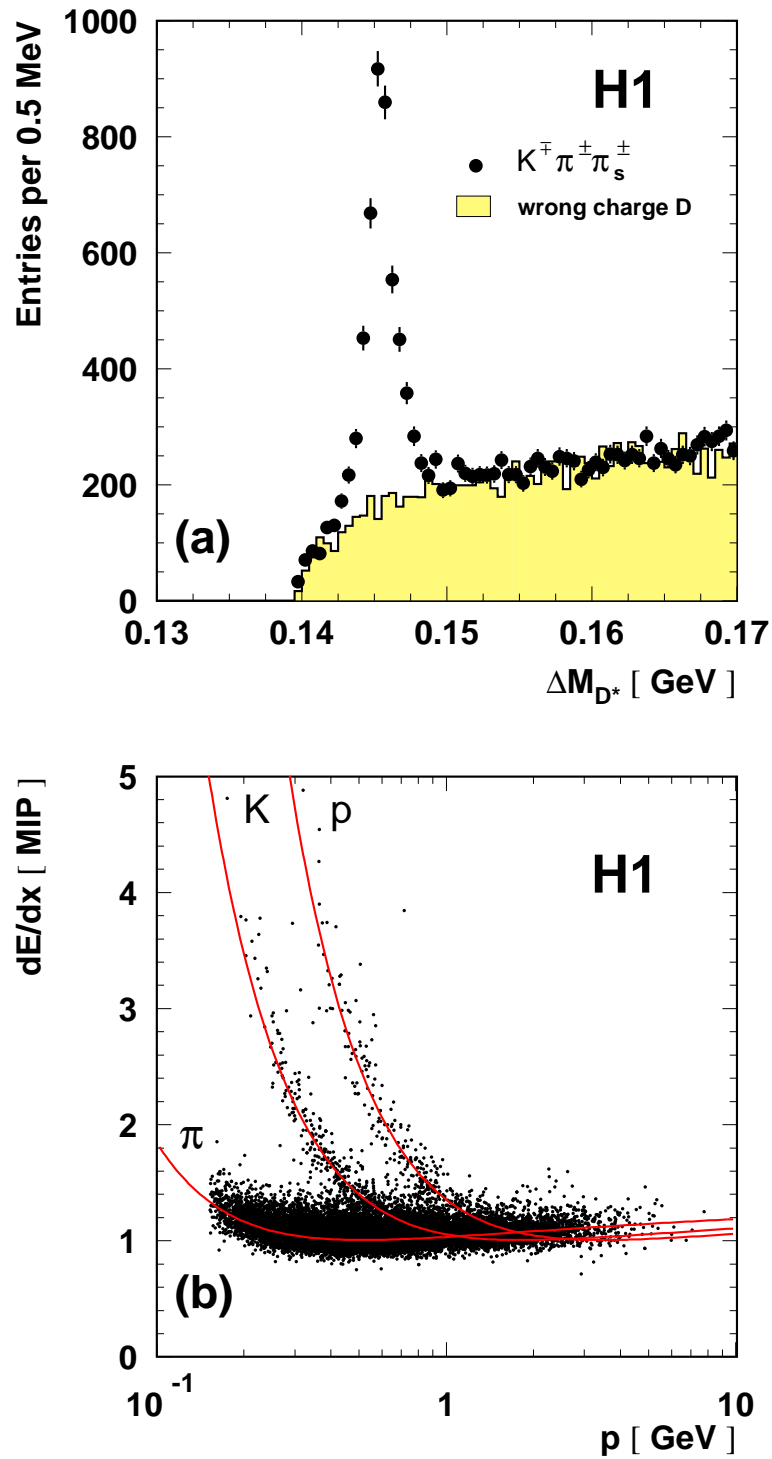 Entries per 0.5 MeV
1000
800
600
400
200
0
H1
K∓π±πs±
wrong charge D
(a)
0.13 0.14 0.15 0.16 0.17
ΔMD* [ GeV ]
dE/dx [ MIP ]
5
4
3
2
1
0
K p
H1
π
(b)
10-1 1 10
p [ GeV ]